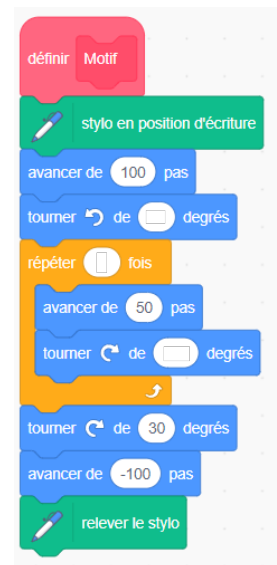 définir Motif
stylo en position d'écriture
avancer de 100 pas
tourner de degrés
répéter fois
avancer de 50 pas
tourner de degrés
tourner de 30 degrés
avancer de -100 pas
relever le stylo